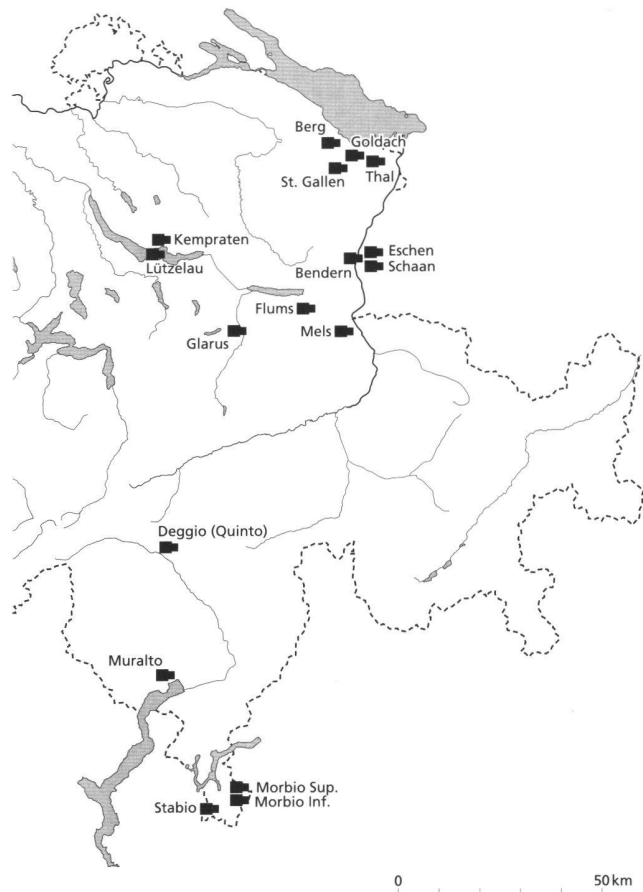 Berg
Goldach
St. Gallen
Thal
Kempraten
Lützelau
Eschen
Bendern
Schaan
Flums
Glarus
Mels
Deggio (Quinto)
Muralto
Morbio Sup.
Morbio Inf.
Stabio
0 50 km